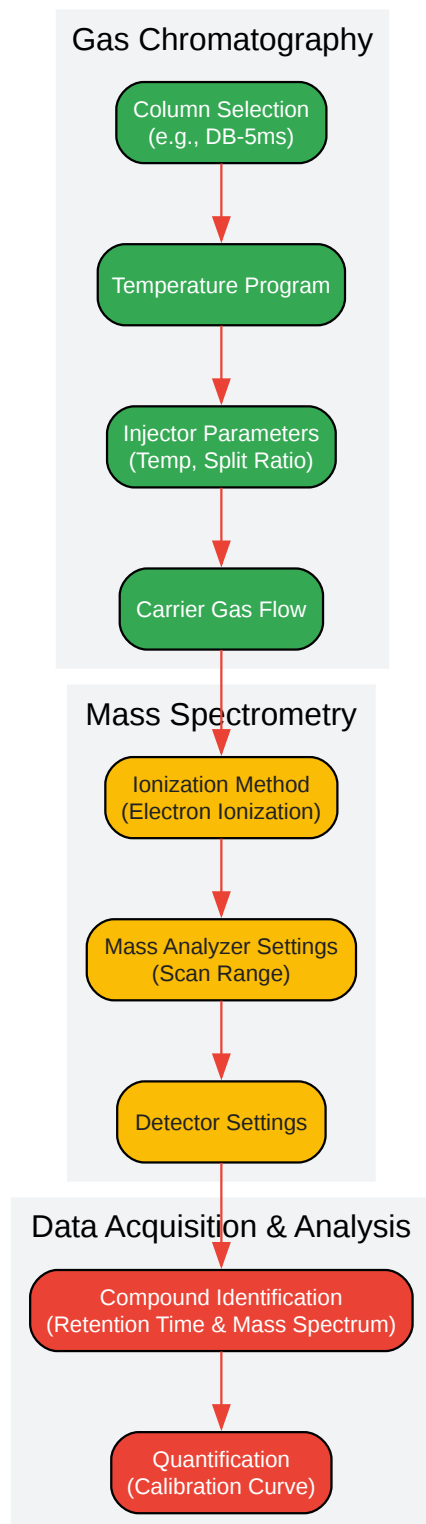 Gas Chromatography
Column Selection
(e.g., DB-5ms)
Temperature Program
Injector Parameters
(Temp, Split Ratio)
Carrier Gas Flow
Mass Spectrometry
Ionization Method
(Electron Ionization)
Mass Analyzer Settings
(Scan Range)
Detector Settings
Data Acquisition & Analysis
Compound Identification
(Retention Time & Mass Spectrum)
Quantification
(Calibration Curve)